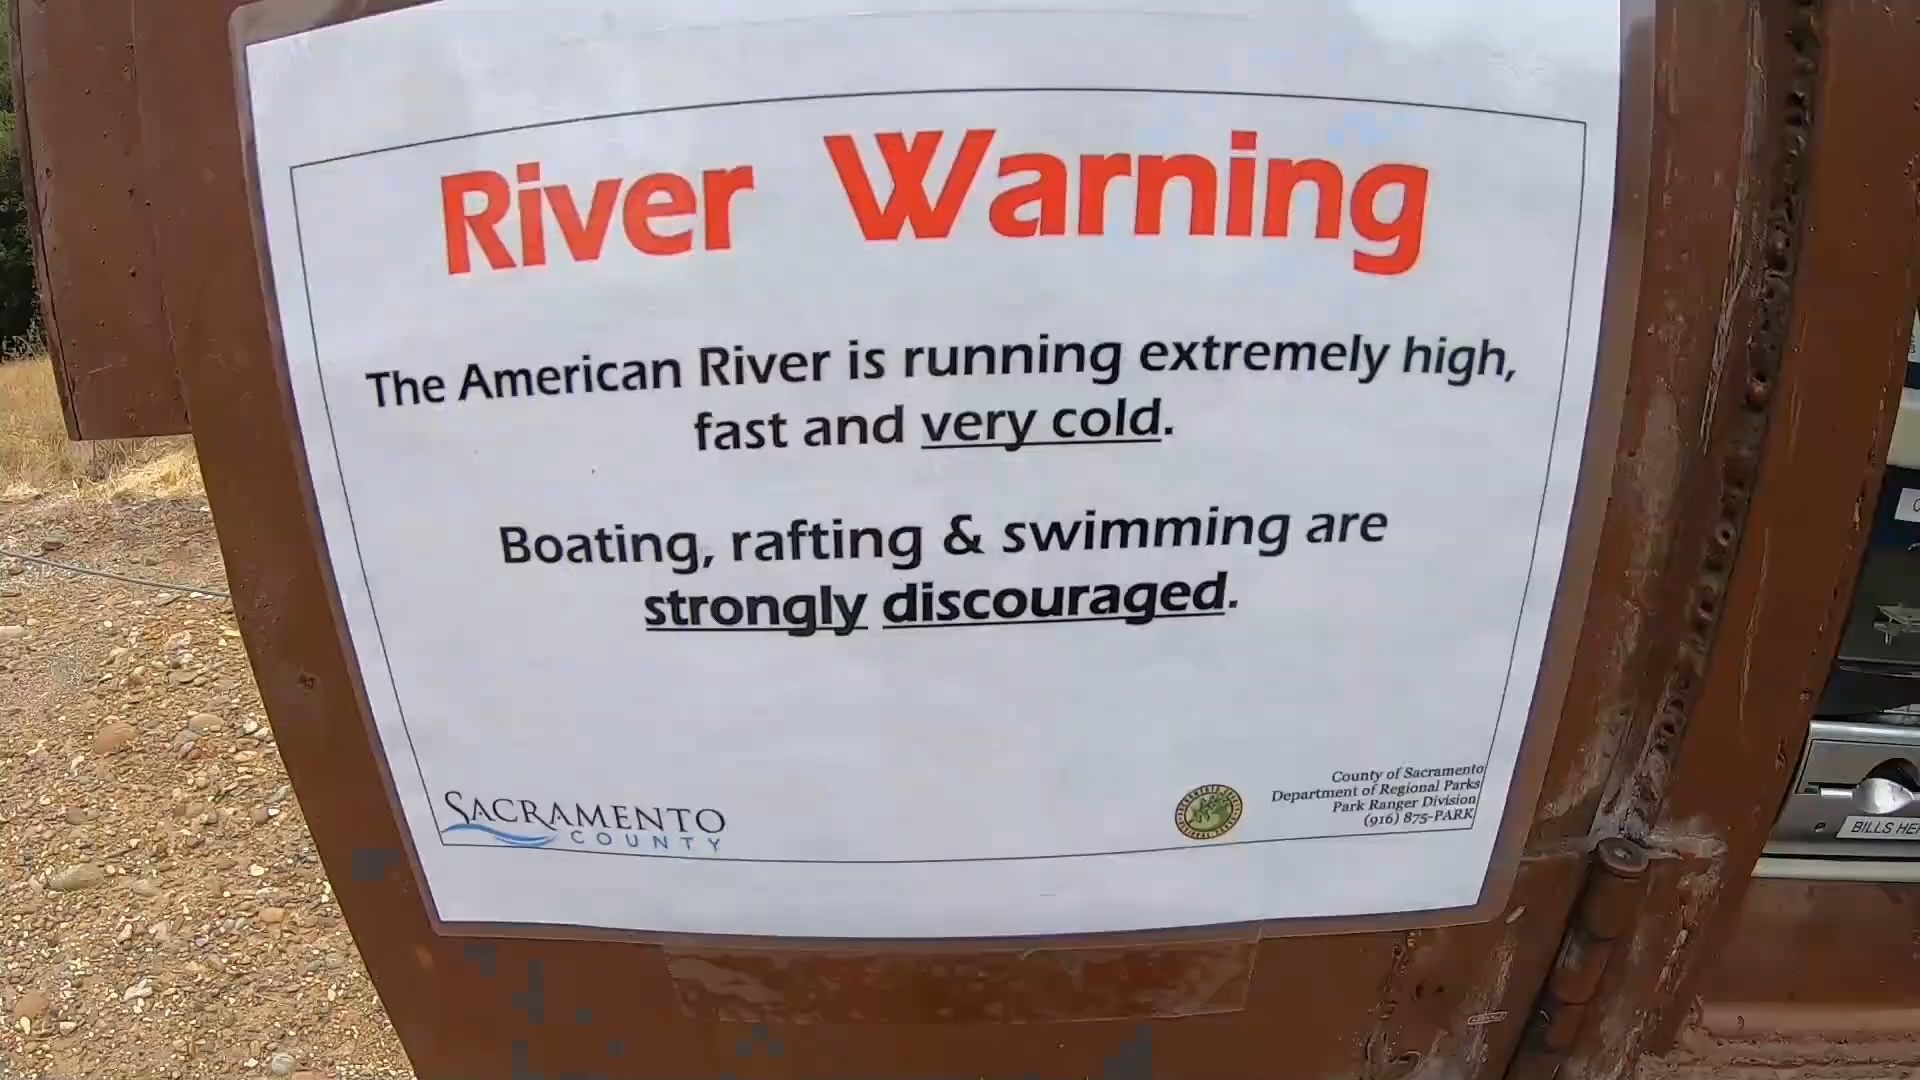 River Warning
The American River is running extremely high,
fast and very cold.
Boating, rafting & swimming are
strongly discouraged.
SACRAMENTO
COUNTY
County of Sacramento
Department of Regional Parks
Park Ranger Division
(916) 875-PARK
BILLS